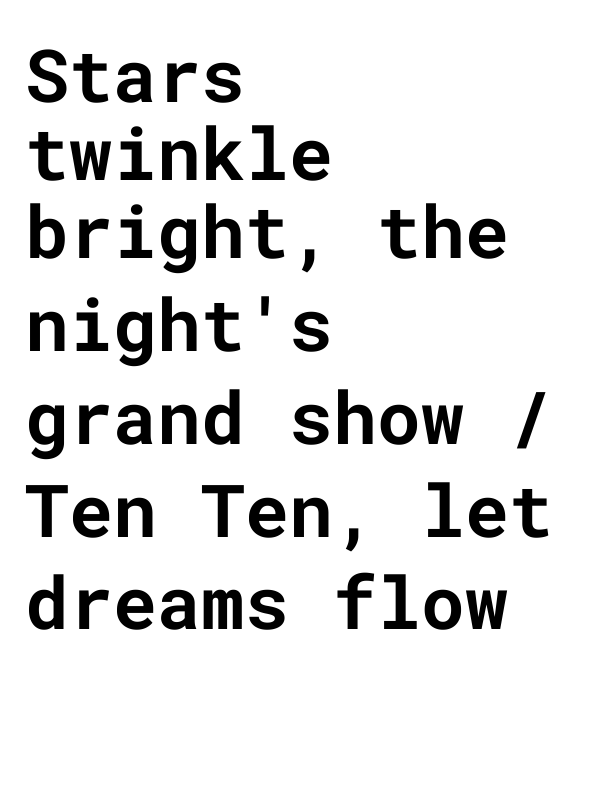 Stars
twinkle
bright, the
night's
grand show /
Ten Ten, let
dreams flow